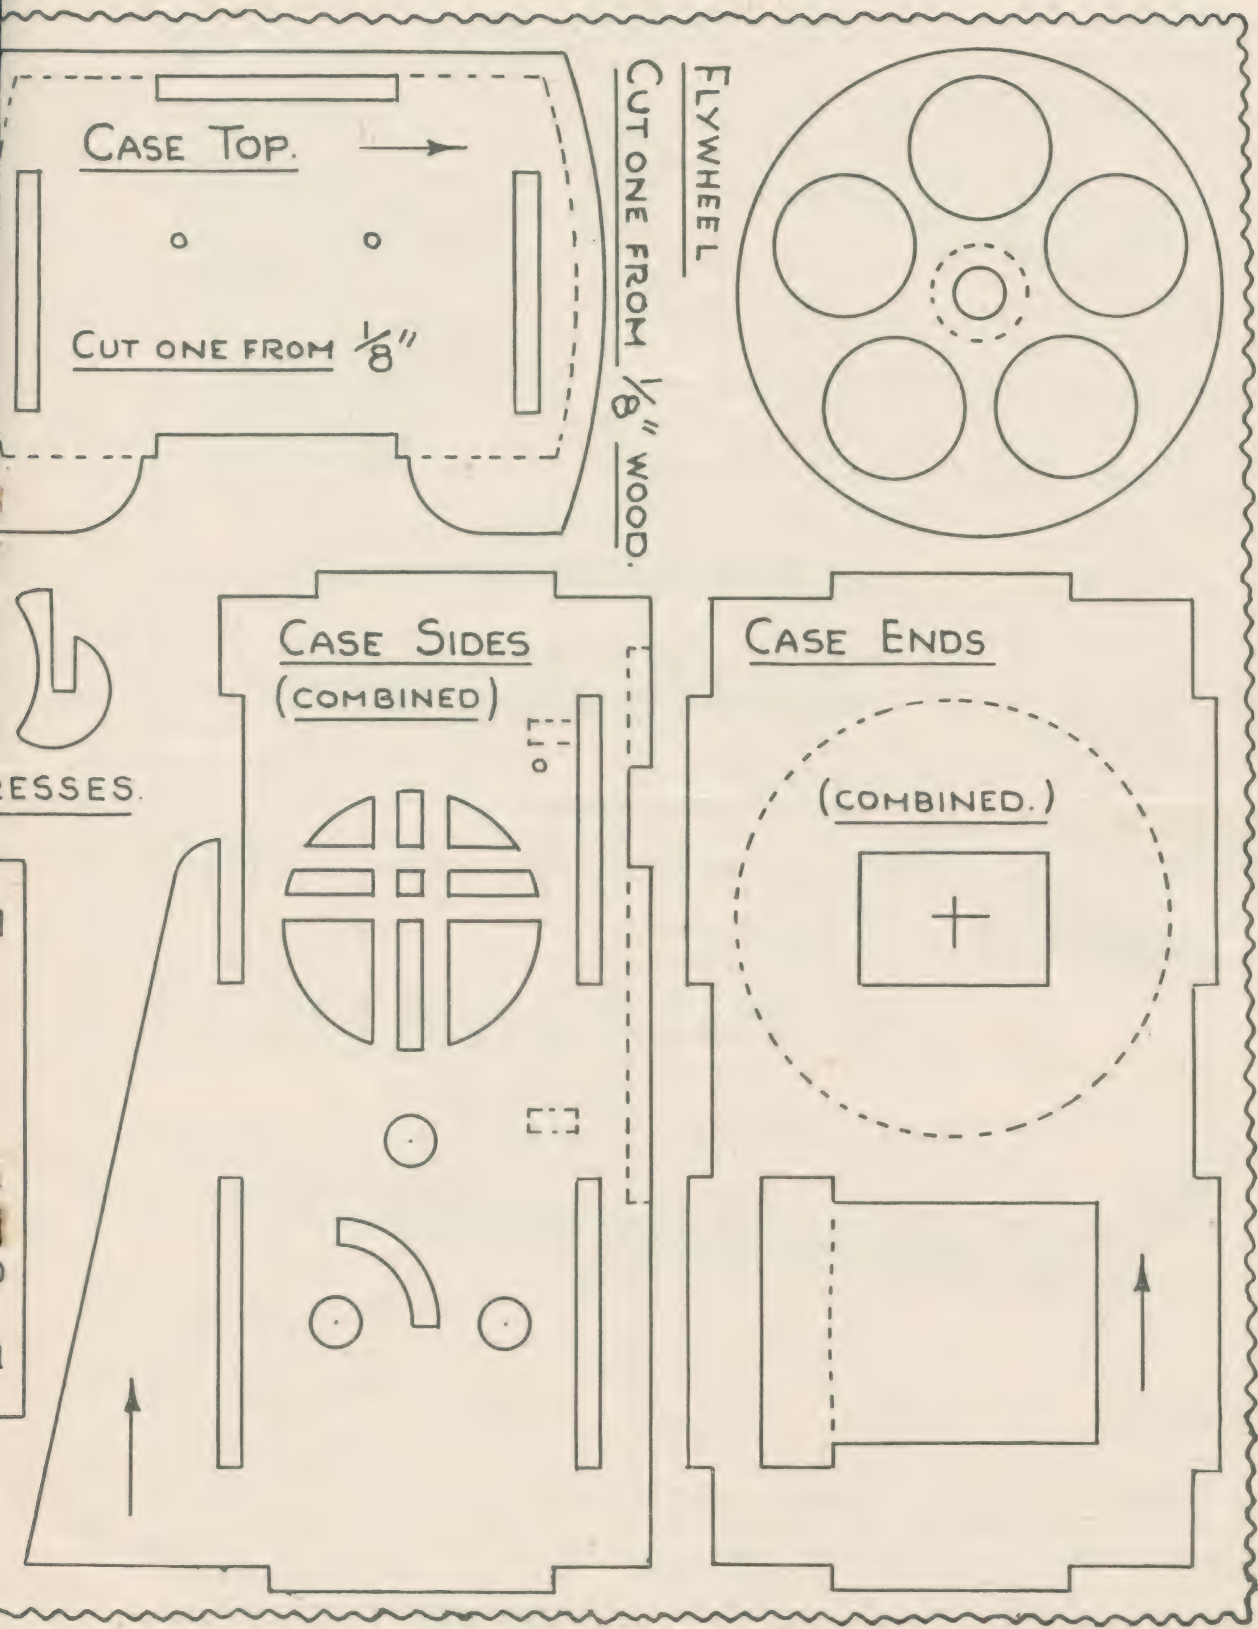 CASE TOP.
CUT ONE FROM 1/8"
FLYWHEEL
CUT ONE FROM 1/8" WOOD.
CASE SIDES
(COMBINED)
CASE ENDS
(COMBINED.)
ESSES.